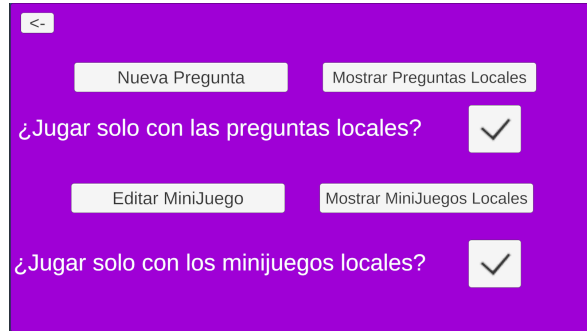 <-
Nueva Pregunta
Mostrar Preguntas Locales
¿Jugar solo con las preguntas locales?
Editar MiniJuego
Mostrar MiniJuegos Locales
¿Jugar solo con los minijuegos locales?